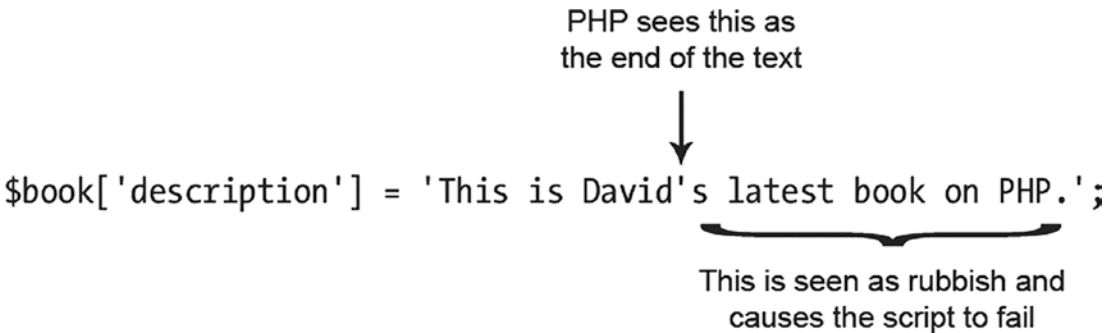 PHP sees this as
the end of the text
$book['description'] = 'This is David's latest book on PHP.';
This is seen as rubbish and
causes the script to fail